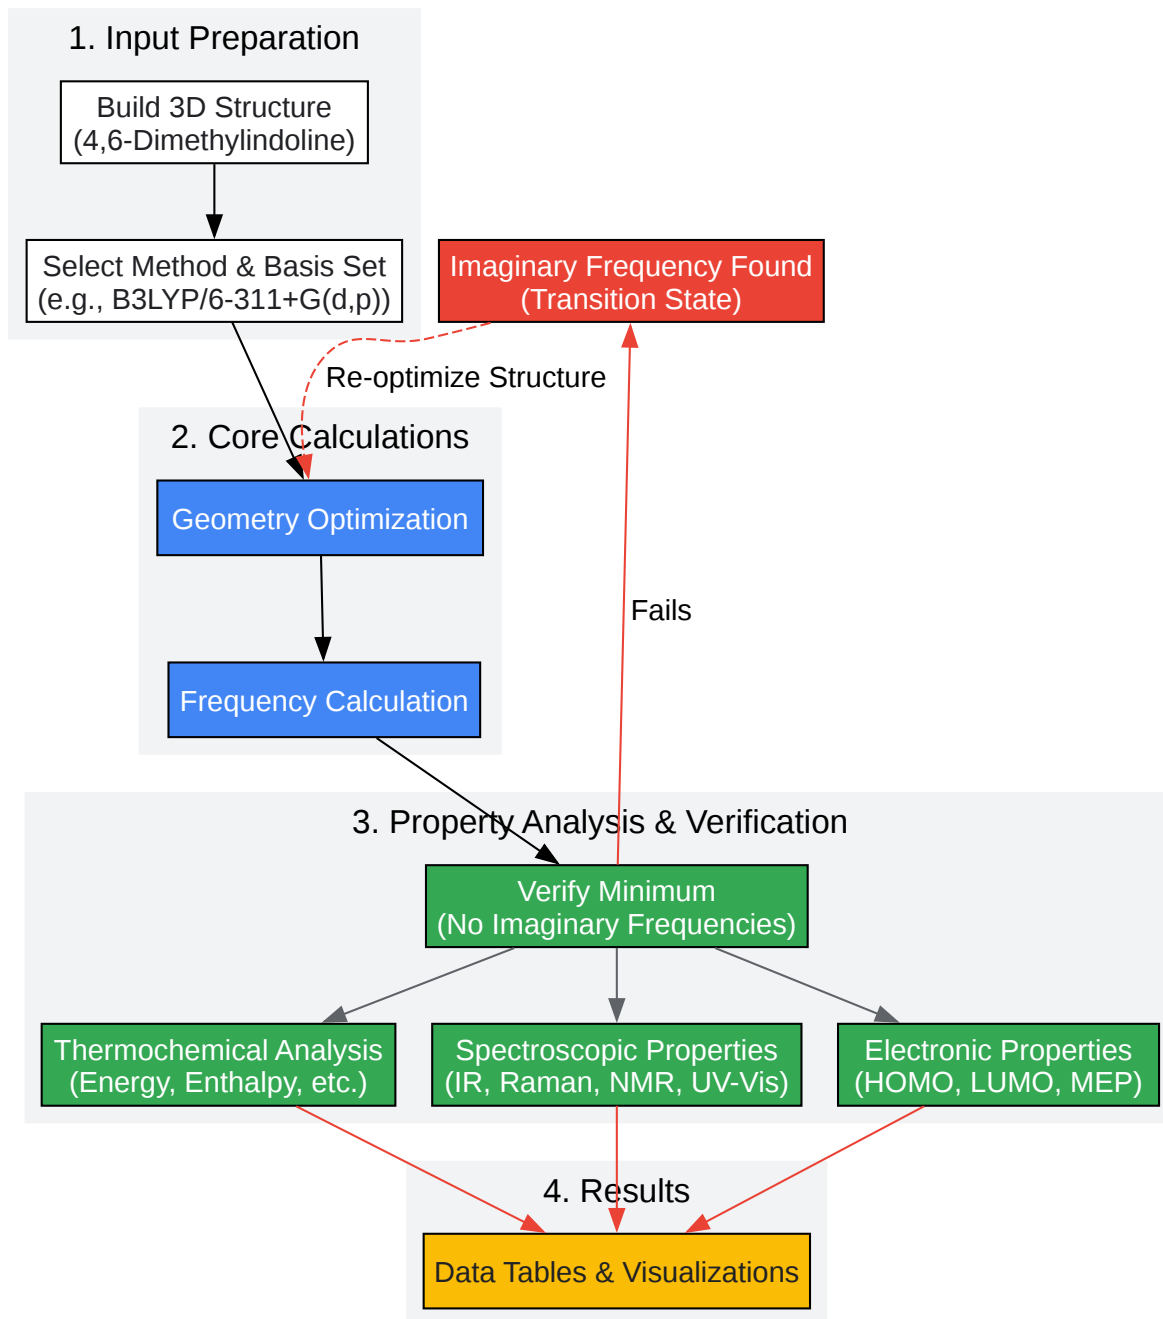 1. Input Preparation
Build 3D Structure
(4,6-Dimethylindoline)
Select Method & Basis Set
(e.g., B3LYP/6-311+G(d,p))
Imaginary Frequency Found
(Transition State)
Re-optimize Structure
2. Core Calculations
Geometry Optimization
Fails
Frequency Calculation
3. Property Analysis & Verification
Verify Minimum
(No Imaginary Frequencies)
Thermochemical Analysis
(Energy, Enthalpy, etc.)
Spectroscopic Properties
(IR, Raman, NMR, UV-Vis)
Electronic Properties
(HOMO, LUMO, MEP)
4. Results
Data Tables & Visualizations